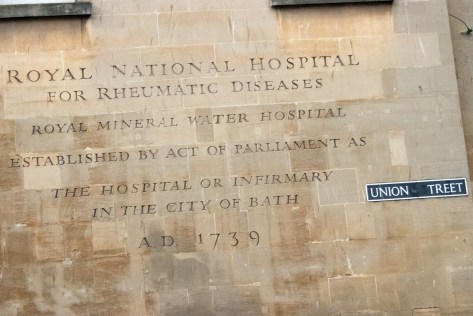 ROYAL NATIONAL HOSPITAL
FOR RHEUMATIC DISEASES
ROYAL MINERAL WATER HOSPITAL
ESTABLISHED BY ACT OF PARLIAMENT AS
THE HOSPITAL OR INFIRMARY
IN THE CITY OF BATH
A.D. 1739
UNION TREET